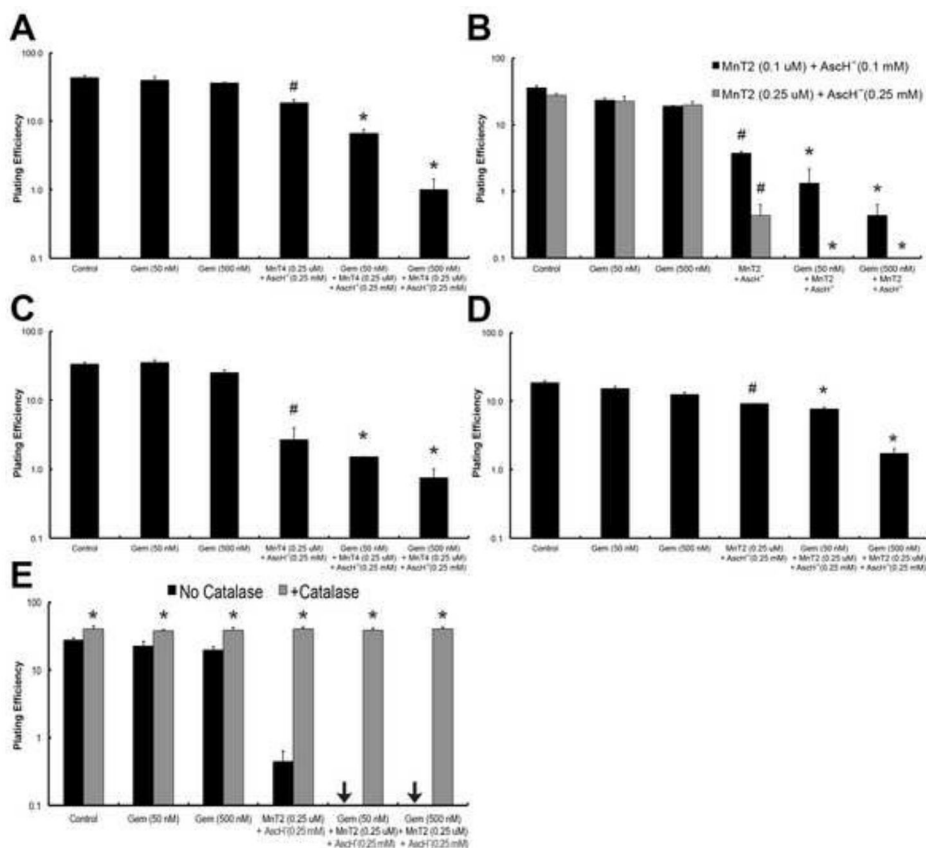 A
100.0
10.0
1.0
0.1
Plating Efficiency
#
*
*
Control
Gem (50 nM)
Gem (500 nM)
MnT4 (0.25 uM)
+ AscH⁻(0.25 mM)
Gem (50 nM)
+ MnT4 (0.25 uM)
+ AscH⁻(0.25 mM)
Gem (500 nM)
+ MnT4 (0.25 uM)
+ AscH⁻(0.25 mM)
B
MnT2 (0.1 uM) + AscH⁻(0.1 mM)
MnT2 (0.25 uM) + AscH⁻(0.25 mM)
100
10
1
0.1
Plating Efficiency
#
#
*
*
*
*
Control
Gem (50 nM)
Gem (500 nM)
MnT2
+ AscH⁻
Gem (50 nM)
+ MnT2
+ AscH⁻
Gem (500 nM)
+ MnT2
+ AscH⁻
C
100.0
10.0
1.0
0.1
Plating Efficiency
#
*
*
Control
Gem (50 nM)
Gem (500 nM)
MnT4 (0.25 uM)
+ AscH⁻(0.25 mM)
Gem (50 nM)
+ MnT4 (0.25 uM)
+ AscH⁻(0.25 mM)
Gem (500 nM)
+ MnT4 (0.25 uM)
+ AscH⁻(0.25 mM)
D
100.0
10.0
1.0
0.1
Plating Efficiency
#
*
*
Control
Gem (50 nM)
Gem (500 nM)
MnT2 (0.25 uM)
+ AscH⁻(0.25 mM)
Gem (50 nM)
+ MnT2 (0.25 uM)
+ AscH⁻(0.25 mM)
Gem (500 nM)
+ MnT2 (0.25 uM)
+ AscH⁻(0.25 mM)
E
No Catalase +Catalase
100
10
1
0.1
Plating Efficiency
* * * * * *
Control
Gem (50 nM)
Gem (500 nM)
MnT2 (0.25 uM)
+ AscH⁻(0.25 mM)
Gem (50 nM)
+ MnT2 (0.25 uM)
+ AscH⁻(0.25 mM)
Gem (500 nM)
+ MnT2 (0.25 uM)
+ AscH⁻(0.25 mM)